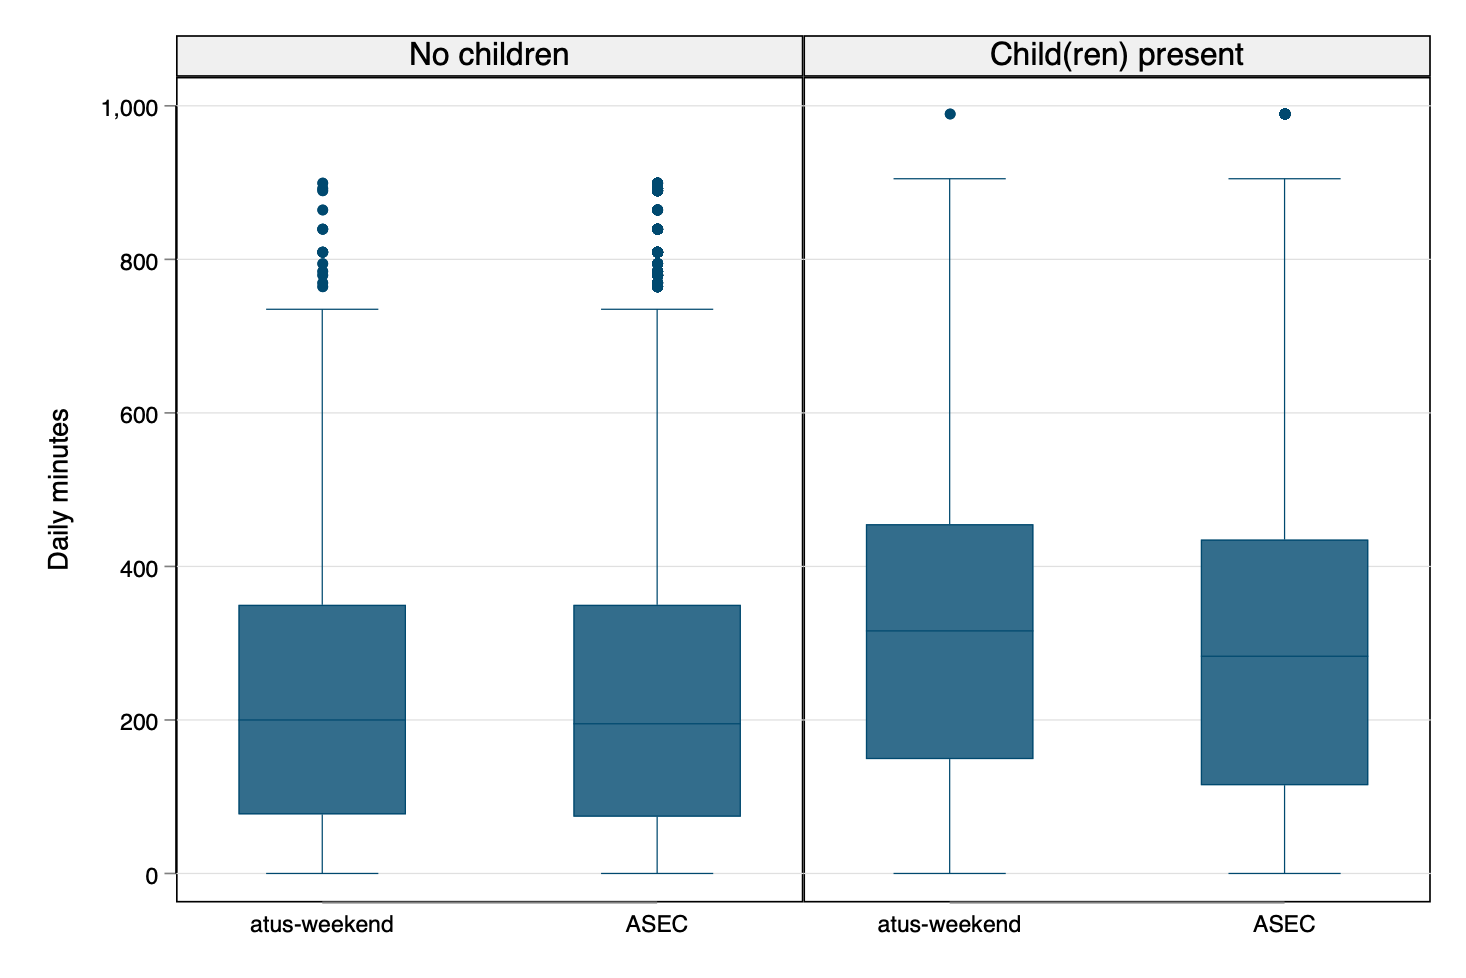 No children
Child(ren) present
Daily minutes
1,000
800
600
400
200
0
atus-weekend
ASEC
atus-weekend
ASEC